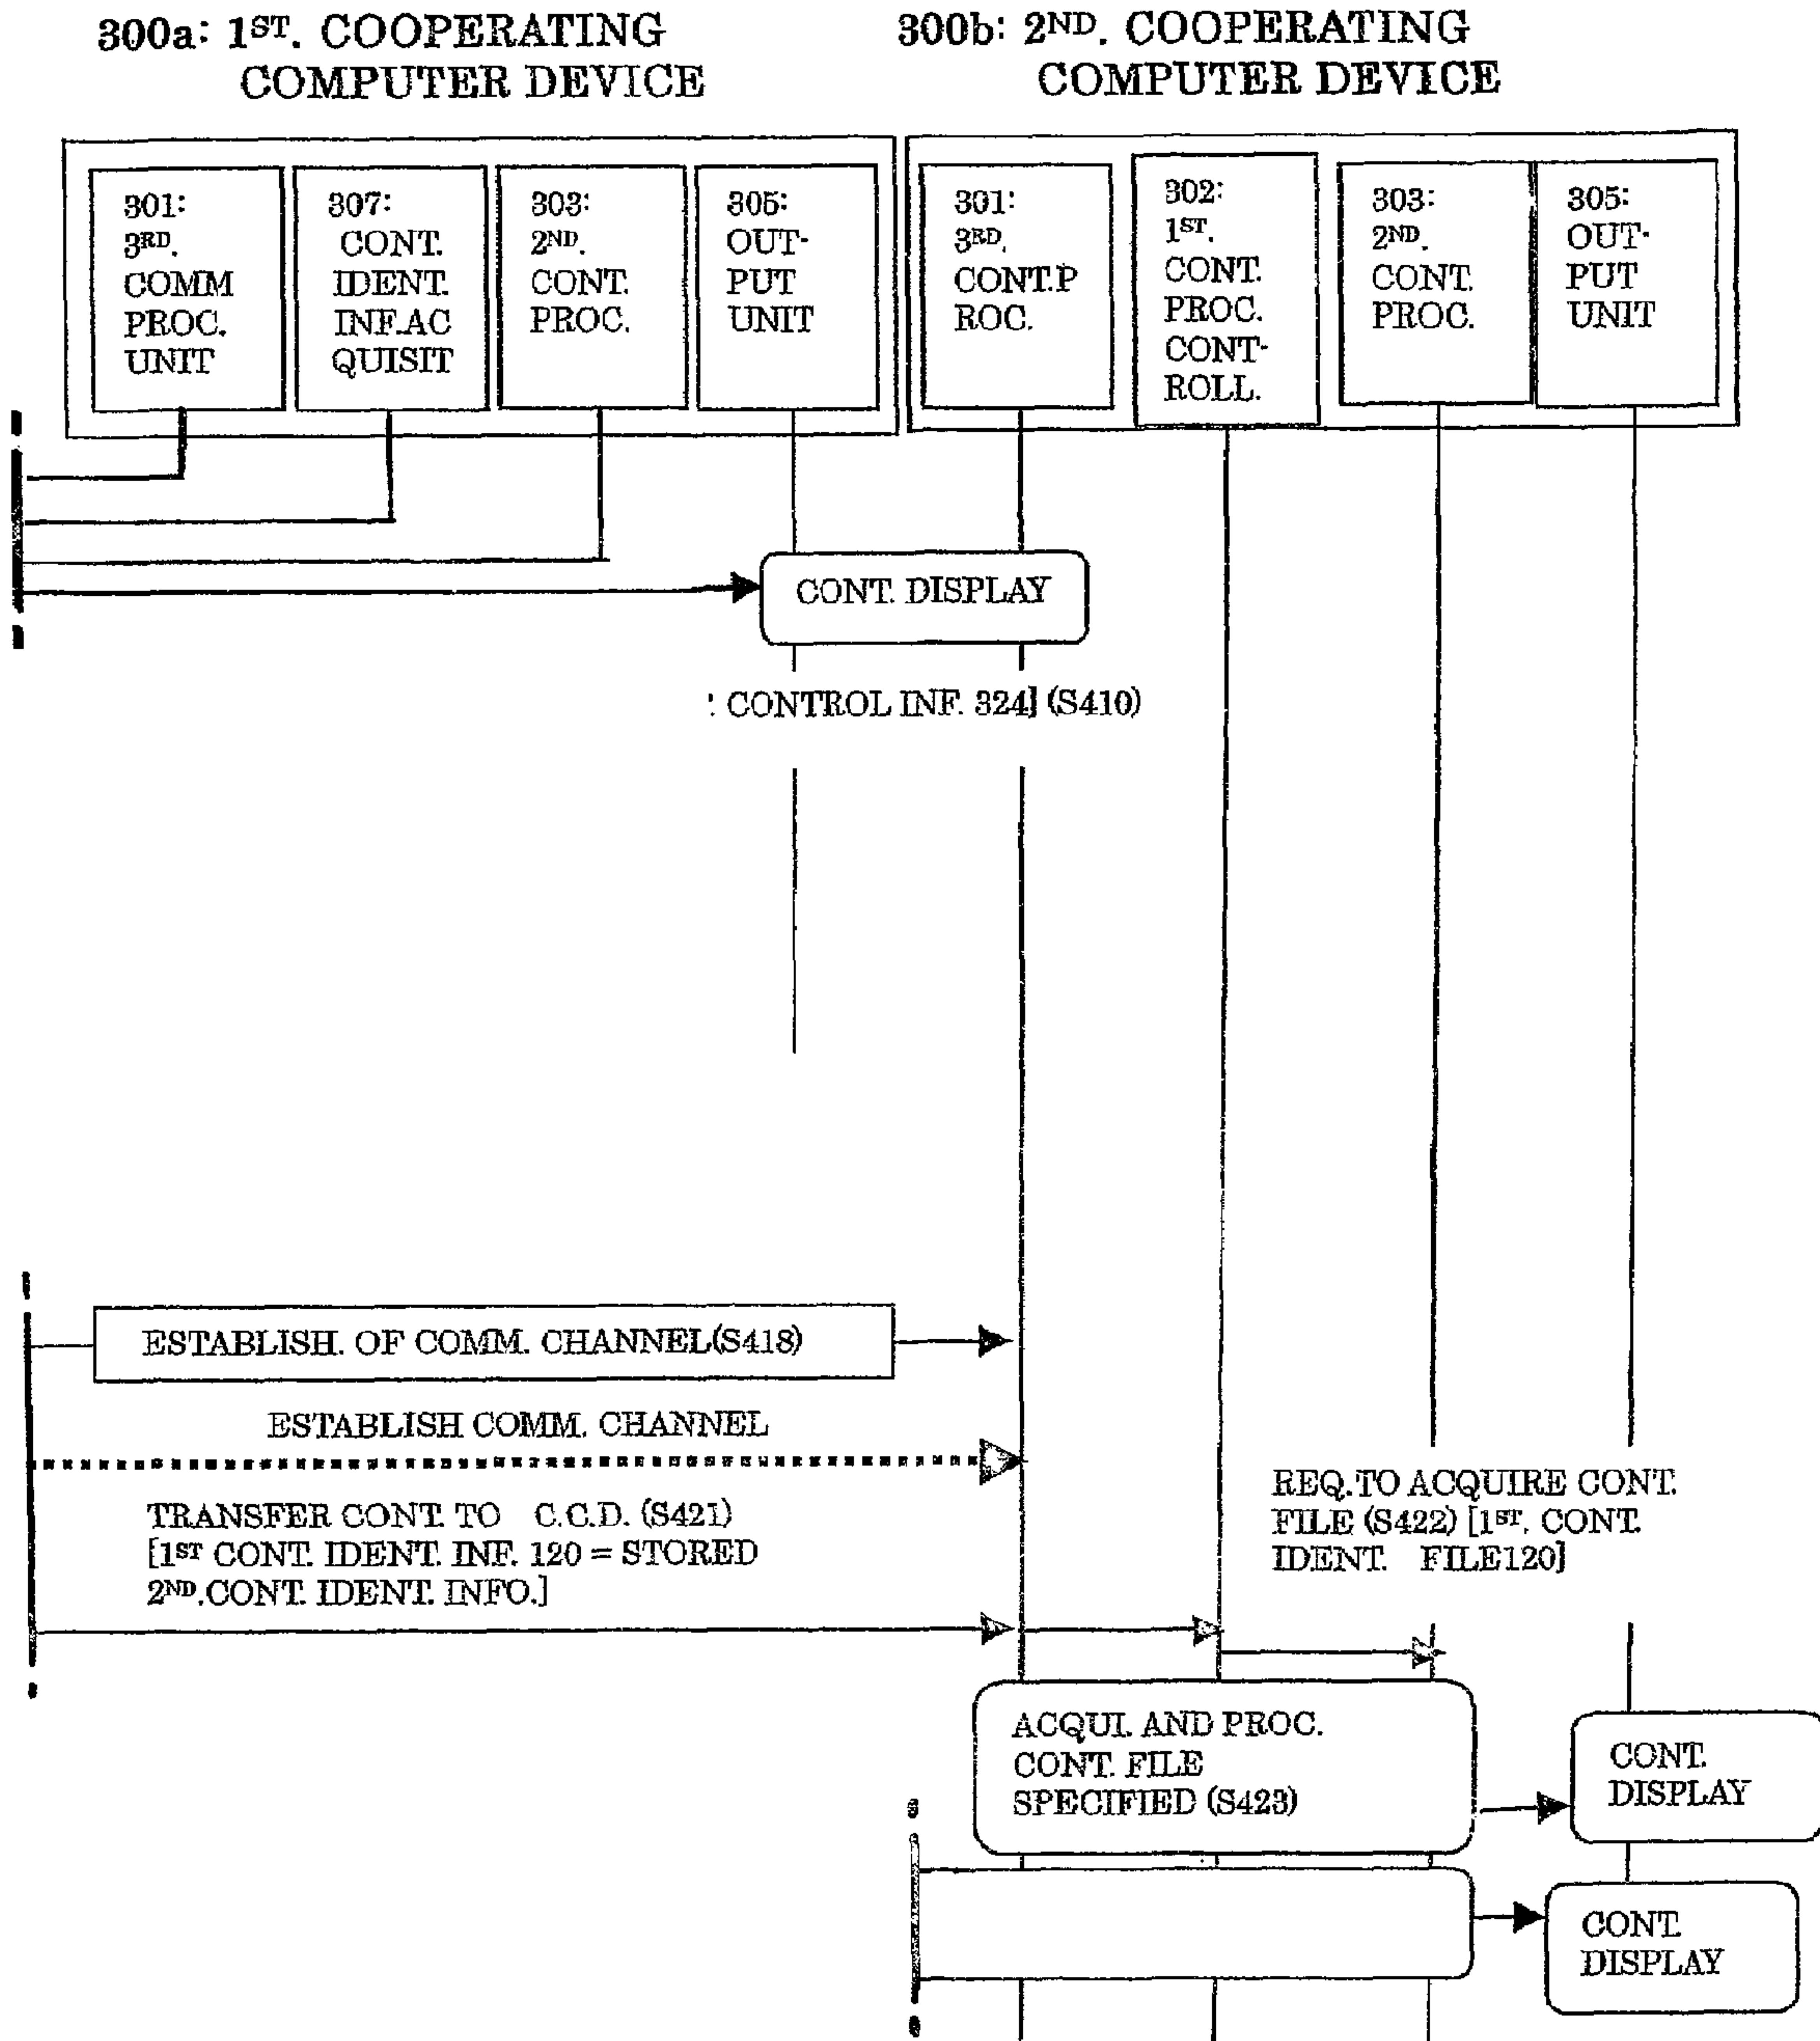 300a: 1ST. COOPERATING
COMPUTER DEVICE
300b: 2ND. COOPERATING
COMPUTER DEVICE
301:
3RD.
COMM
PROC.
UNIT
307:
CONT.
IDENT.
INF.AC
QUISIT
303:
2ND.
CONT.
PROC.
305:
OUT-
PUT
UNIT
301:
3RD.
CONT.P
ROC.
302:
1ST.
CONT.
PROC.
CONT-
ROLL.
303:
2ND.
CONT.
PROC.
305:
OUT-
PUT
UNIT
CONT. DISPLAY
: CONTROL INF. 324] (S410)
ESTABLISH. OF COMM. CHANNEL(S418)
ESTABLISH COMM. CHANNEL
TRANSFER CONT. TO C.C.D. (S421)
[1ST CONT. IDENT. INF. 120 = STORED
2ND.CONT. IDENT. INFO.]
REQ.TO ACQUIRE CONT.
FILE (S422) [1ST. CONT.
IDENT. FILE120]
ACQUI. AND PROC.
CONT. FILE
SPECIFIED (S423)
CONT.
DISPLAY
CONT.
DISPLAY